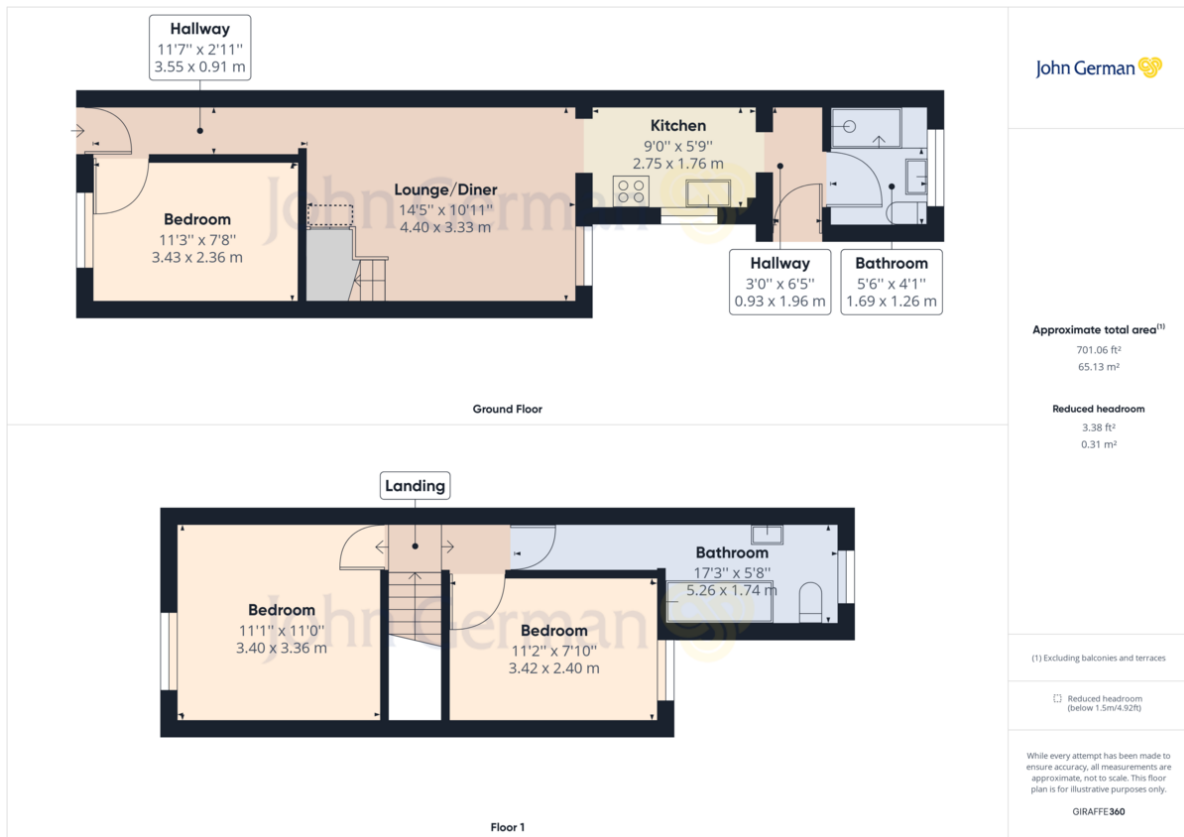 Hallway
11'7" x 2'11"
3.55 x 0.91 m
Kitchen
9'0" x 5'9"
2.75 x 1.76 m
Lounge/Diner
14'5" x 10'11"
4.40 x 3.33 m
Bedroom
11'3" x 7'8"
3.43 x 2.36 m
Hallway
3'0" x 6'5"
0.93 x 1.96 m
Bathroom
5'6" x 4'1"
1.69 x 1.26 m
John German
Ground Floor
Landing
Bathroom
17'3" x 5'8"
5.26 x 1.74 m
Bedroom
11'1" x 11'0"
3.40 x 3.36 m
Bedroom
11'2" x 7'10"
3.42 x 2.40 m
John German
Floor 1
John German
Approximate total area(1)
701.06 ft²
65.13 m²
Reduced headroom
3.38 ft²
0.31 m²
(1) Excluding balconies and terraces
Reduced headroom
(below 1.5m/4.92ft)
While every attempt has been made to
ensure accuracy, all measurements are
approximate, not to scale. This floor
plan is for illustrative purposes only.
GIRAFFE360